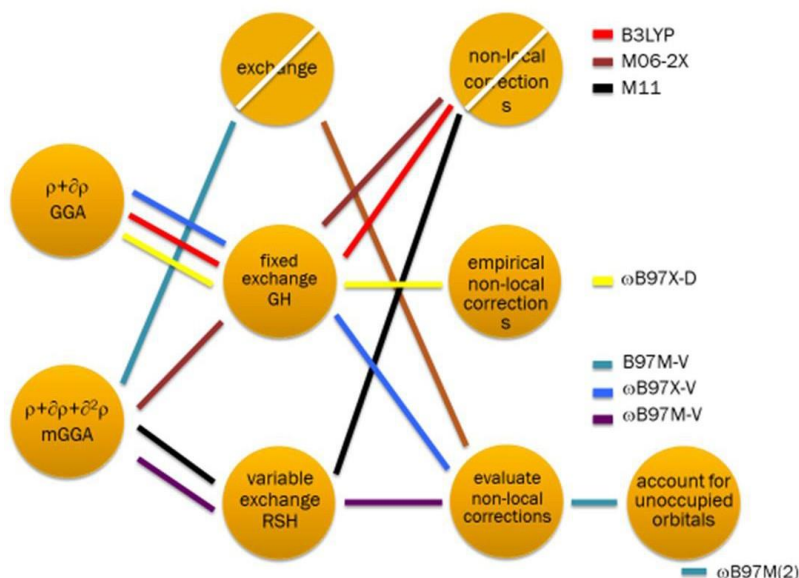 exchange
non-local
correction
s
B3LYP
M06-2X
M11
ρ+∂ρ
GGA
fixed
exchange
GH
empirical
non-local
correction
s
ωB97X-D
B97M-V
ωB97X-V
ωB97M-V
ρ+∂ρ+∂²ρ
mGGA
variable
exchange
RSH
evaluate
non-local
corrections
account for
unoccupied
orbitals
ωB97M(2)